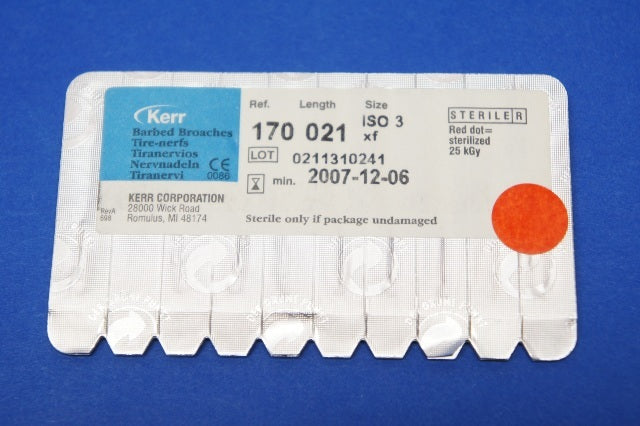 Kerr
Barbed Broaches
Tire-nerfs
Tiranervios
Nervnadeln
Tiranervi
CE
0086
RevA
698
KERR CORPORATION
28000 Wick Road
Romulus, MI 48174
Ref. Length Size
170 021 ISO 3
xf
LOT 0211310241
min. 2007-12-06
Sterile only if package undamaged
STERILE R
Red dot=
sterilized
25 kGy